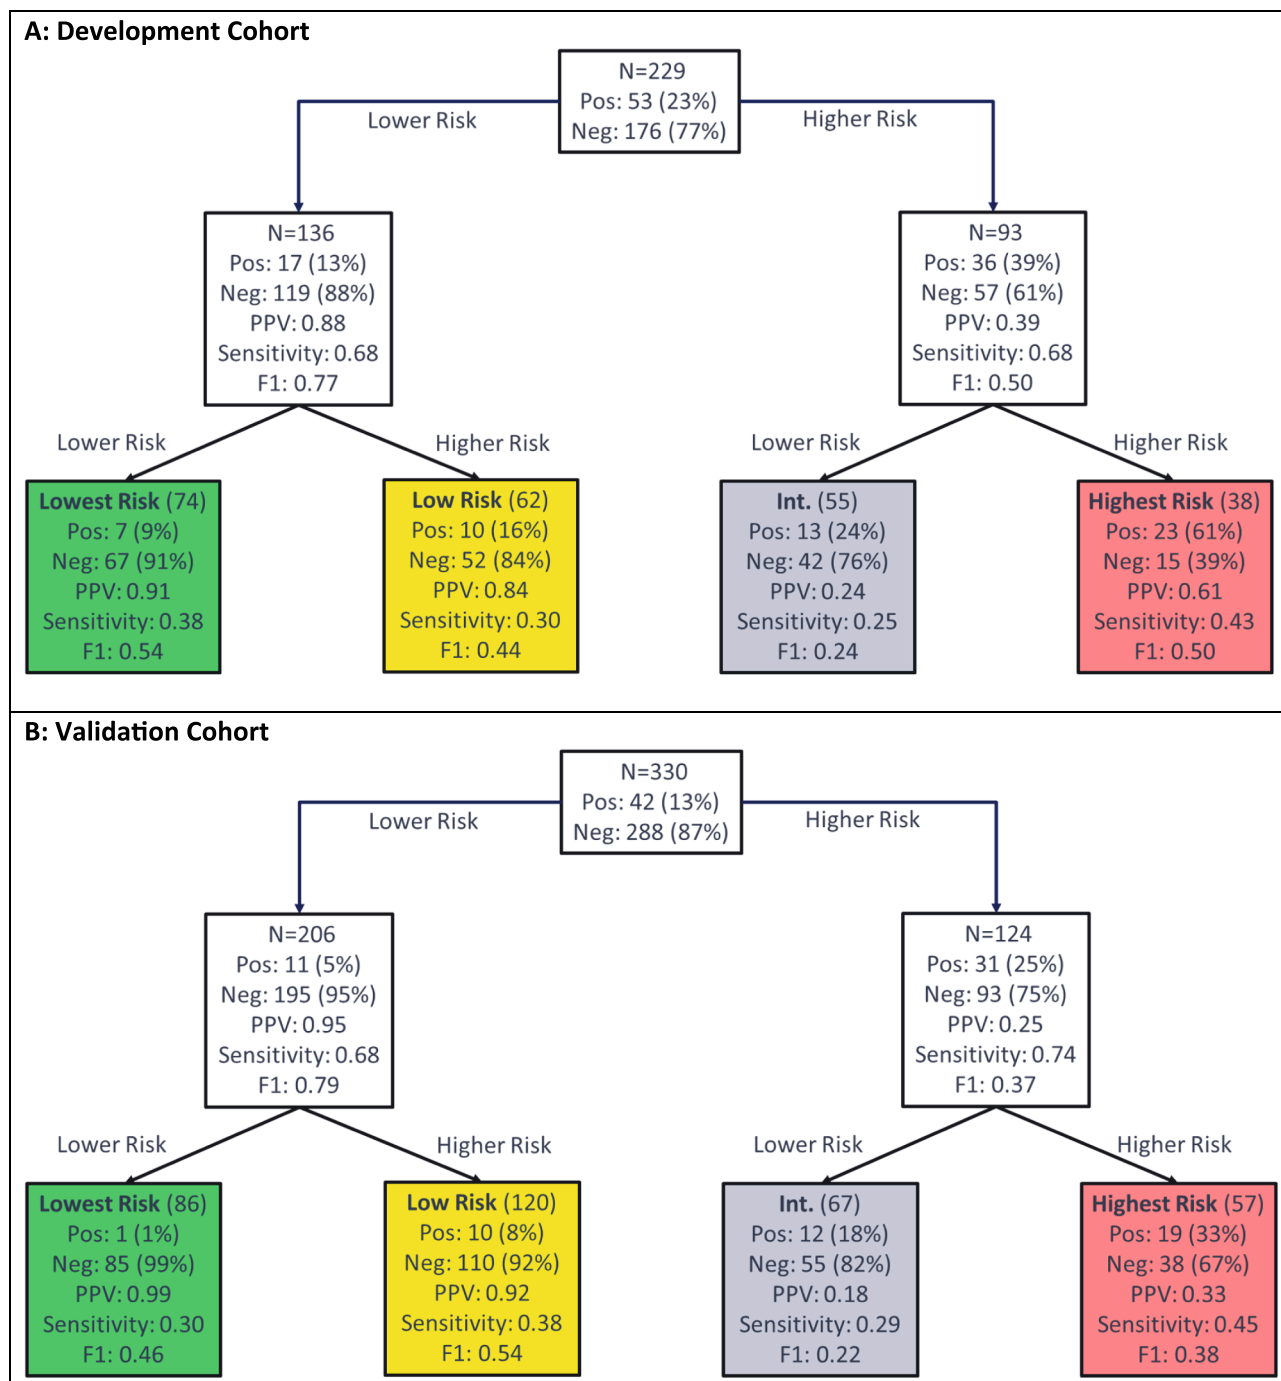 A: Development Cohort
N=229
Pos: 53 (23%)
Neg: 176 (77%)
Lower Risk
Higher Risk
N=136
Pos: 17 (13%)
Neg: 119 (88%)
PPV: 0.88
Sensitivity: 0.68
F1: 0.77
N=93
Pos: 36 (39%)
Neg: 57 (61%)
PPV: 0.39
Sensitivity: 0.68
F1: 0.50
Lower Risk
Higher Risk
Lower Risk
Higher Risk
Lowest Risk (74)
Pos: 7 (9%)
Neg: 67 (91%)
PPV: 0.91
Sensitivity: 0.38
F1: 0.54
Low Risk (62)
Pos: 10 (16%)
Neg: 52 (84%)
PPV: 0.84
Sensitivity: 0.30
F1: 0.44
Int. (55)
Pos: 13 (24%)
Neg: 42 (76%)
PPV: 0.24
Sensitivity: 0.25
F1: 0.24
Highest Risk (38)
Pos: 23 (61%)
Neg: 15 (39%)
PPV: 0.61
Sensitivity: 0.43
F1: 0.50
B: Validation Cohort
N=330
Pos: 42 (13%)
Neg: 288 (87%)
Lower Risk
Higher Risk
N=206
Pos: 11 (5%)
Neg: 195 (95%)
PPV: 0.95
Sensitivity: 0.68
F1: 0.79
N=124
Pos: 31 (25%)
Neg: 93 (75%)
PPV: 0.25
Sensitivity: 0.74
F1: 0.37
Lower Risk
Higher Risk
Lower Risk
Higher Risk
Lowest Risk (86)
Pos: 1 (1%)
Neg: 85 (99%)
PPV: 0.99
Sensitivity: 0.30
F1: 0.46
Low Risk (120)
Pos: 10 (8%)
Neg: 110 (92%)
PPV: 0.92
Sensitivity: 0.38
F1: 0.54
Int. (67)
Pos: 12 (18%)
Neg: 55 (82%)
PPV: 0.18
Sensitivity: 0.29
F1: 0.22
Highest Risk (57)
Pos: 19 (33%)
Neg: 38 (67%)
PPV: 0.33
Sensitivity: 0.45
F1: 0.38